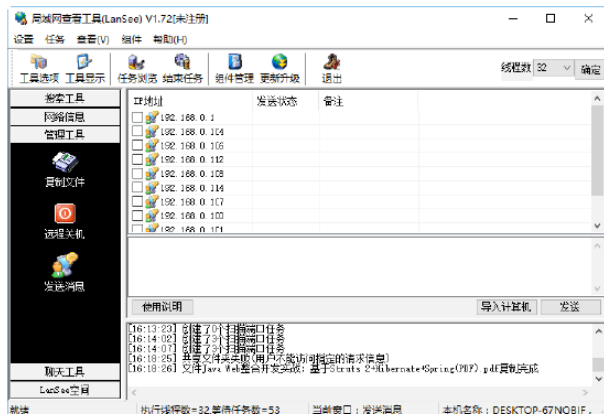 局域网查看工具(LanSee) V1.72[未注册]
设置 任务 查看(V) 组件 帮助(H)
工具选项 工具显示 任务浏览 结束任务 组件管理 更新升级 退出 线程数 32 确定
搜索工具
网络信息
管理工具
复制文件
远程关机
发送消息
聊天工具
LanSee空间
IP地址 发送状态 备注
192.168.0.1
192.168.0.104
192.168.0.106
192.168.0.112
192.168.0.108
192.168.0.114
192.168.0.107
192.168.0.100
192.168.0.101
使用说明 导入计算机 发送
[16:13:23] 创建了0个扫描端口任务
[16:14:02] 创建了3个扫描端口任务
[16:14:07] 创建了3个扫描端口任务
[16:18:25] 共享文件夹失败(用户不能访问指定的请求信息)
[16:18:26] 文件Java Web整合开发实战: 基于Struts 2+Hibernate+Spring(PDF).pdf复制完成
就绪 执行线程数=32,等待任务数=53 当前窗口:发送消息 本机名称: DESKTOP-67NOBIF